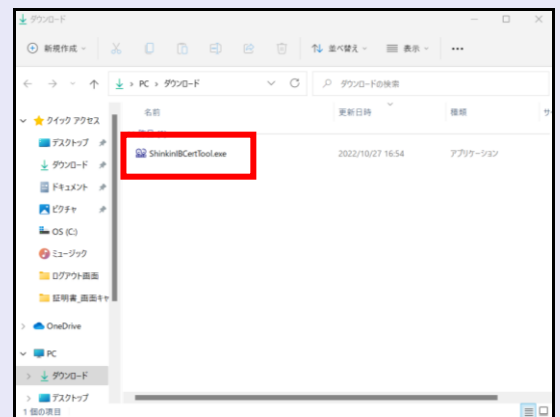 ダウンロード
新規作成
並べ替え
表示
PC > ダウンロード
ダウンロードの検索
クイック アクセス
デスクトップ
ダウンロード
ドキュメント
ピクチャ
OS (C:)
ミュージック
ログアウト画面
証明書_画面キャ
OneDrive
PC
ダウンロード
デスクトップ
名前
更新日時
種類
サ
ShinkinIBCertTool.exe
2022/10/27 16:54
アプリケーション
1 個の項目